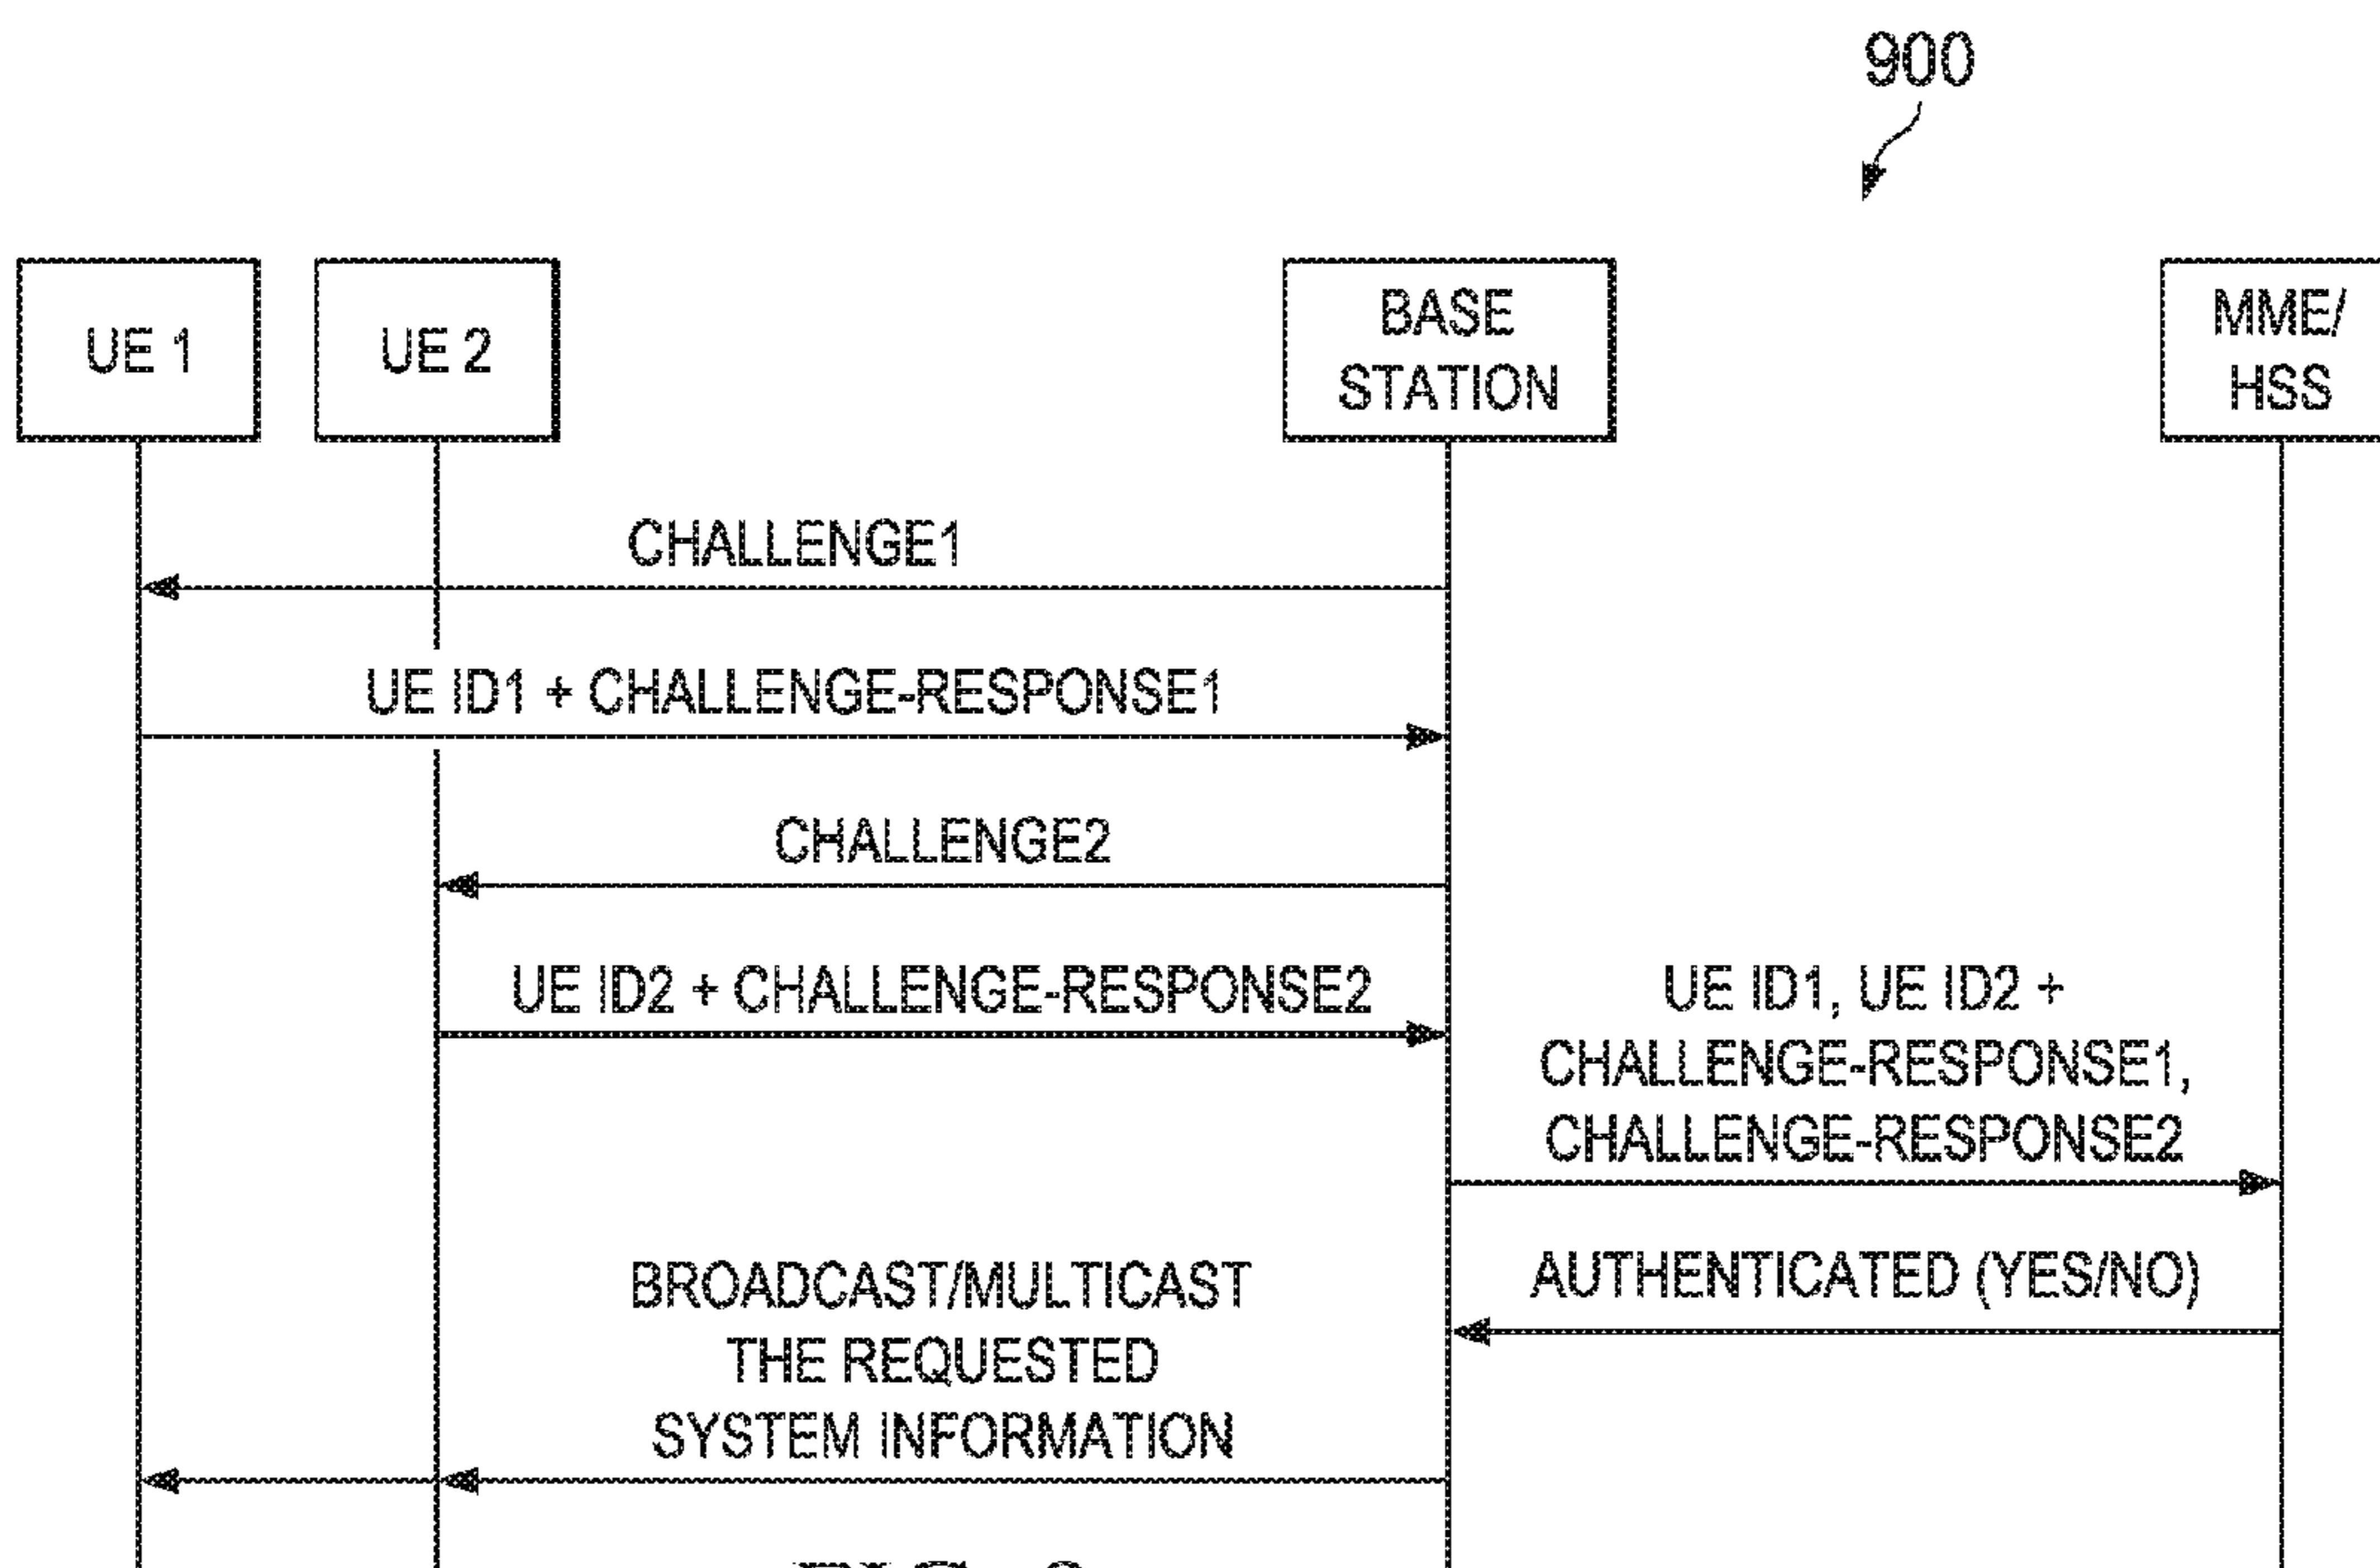 900
UE 1
UE 2
BASE
STATION
MME/
HSS
CHALLENGE1
UE ID1 + CHALLENGE-RESPONSE1
CHALLENGE2
UE ID2 + CHALLENGE-RESPONSE2
UE ID1, UE ID2 +
CHALLENGE-RESPONSE1,
CHALLENGE-RESPONSE2
AUTHENTICATED (YES/NO)
BROADCAST/MULTICAST
THE REQUESTED
SYSTEM INFORMATION